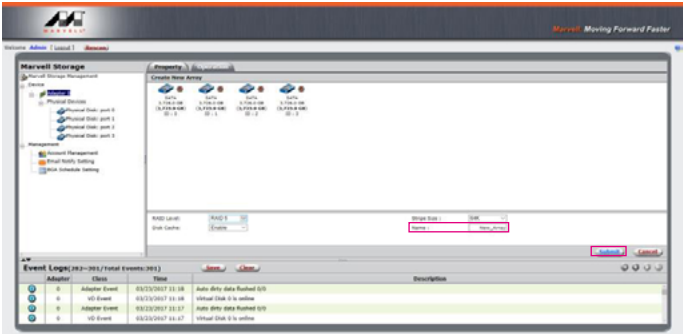 MARVELL
Marvell. Moving Forward Faster
Welcome Admin [Logout]
Marvell Storage
Property
Marvell Storage Management
Create New Array
Device
Adapter 0
Physical Devices
Physical Disk: port 0
Physical Disk: port 1
Physical Disk: port 2
Physical Disk: port 3
Management
Account Management
Email Notify Setting
BGA Schedule Setting
SATA SATA SATA SATA
ID : 0 ID : 1 ID : 2 ID : 3
RAID Level: RAID 5 Stripe Size : 64K
Disk Cache: Enable Name : New_Array
Submit Cancel
Event Logs(282~301/Total Events:301) Save Clear
Adapter Class Time Description
0 Adapter Event 03/23/2017 11:18 Auto dirty data flushed 0/0
0 VD Event 03/23/2017 11:18 Virtual Disk 0 is online
0 Adapter Event 03/23/2017 11:17 Auto dirty data flushed 0/0
0 VD Event 03/23/2017 11:17 Virtual Disk 0 is online